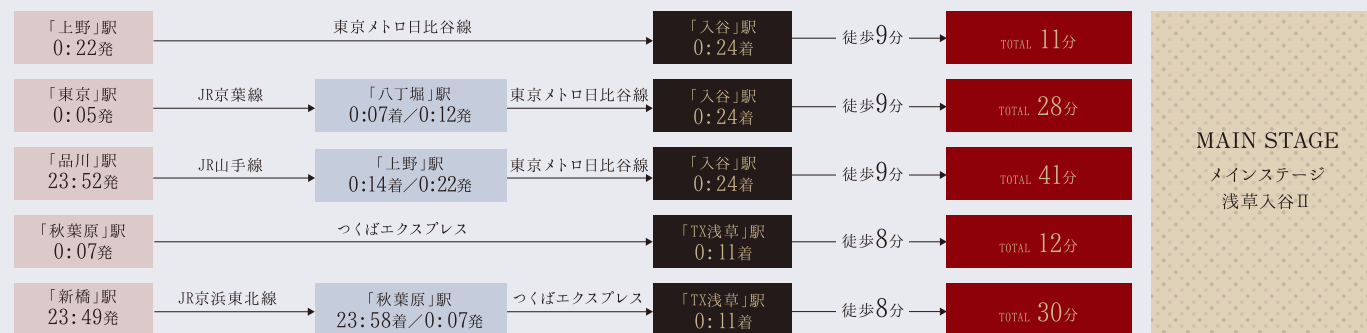 「上野」駅
0:22発
東京メトロ日比谷線
「入谷」駅
0:24着
徒歩9分
TOTAL 11分
「東京」駅
0:05発
JR京葉線
「八丁堀」駅
0:07着／0:12発
東京メトロ日比谷線
「入谷」駅
0:24着
徒歩9分
TOTAL 28分
「品川」駅
23:52発
JR山手線
「上野」駅
0:14着／0:22発
東京メトロ日比谷線
「入谷」駅
0:24着
徒歩9分
TOTAL 41分
「秋葉原」駅
0:07発
つくばエクスプレス
「TX浅草」駅
0:11着
徒歩8分
TOTAL 12分
「新橋」駅
23:49発
JR京浜東北線
「秋葉原」駅
23:58着／0:07発
つくばエクスプレス
「TX浅草」駅
0:11着
徒歩8分
TOTAL 30分
MAIN STAGE
メインステージ
浅草入谷Ⅱ